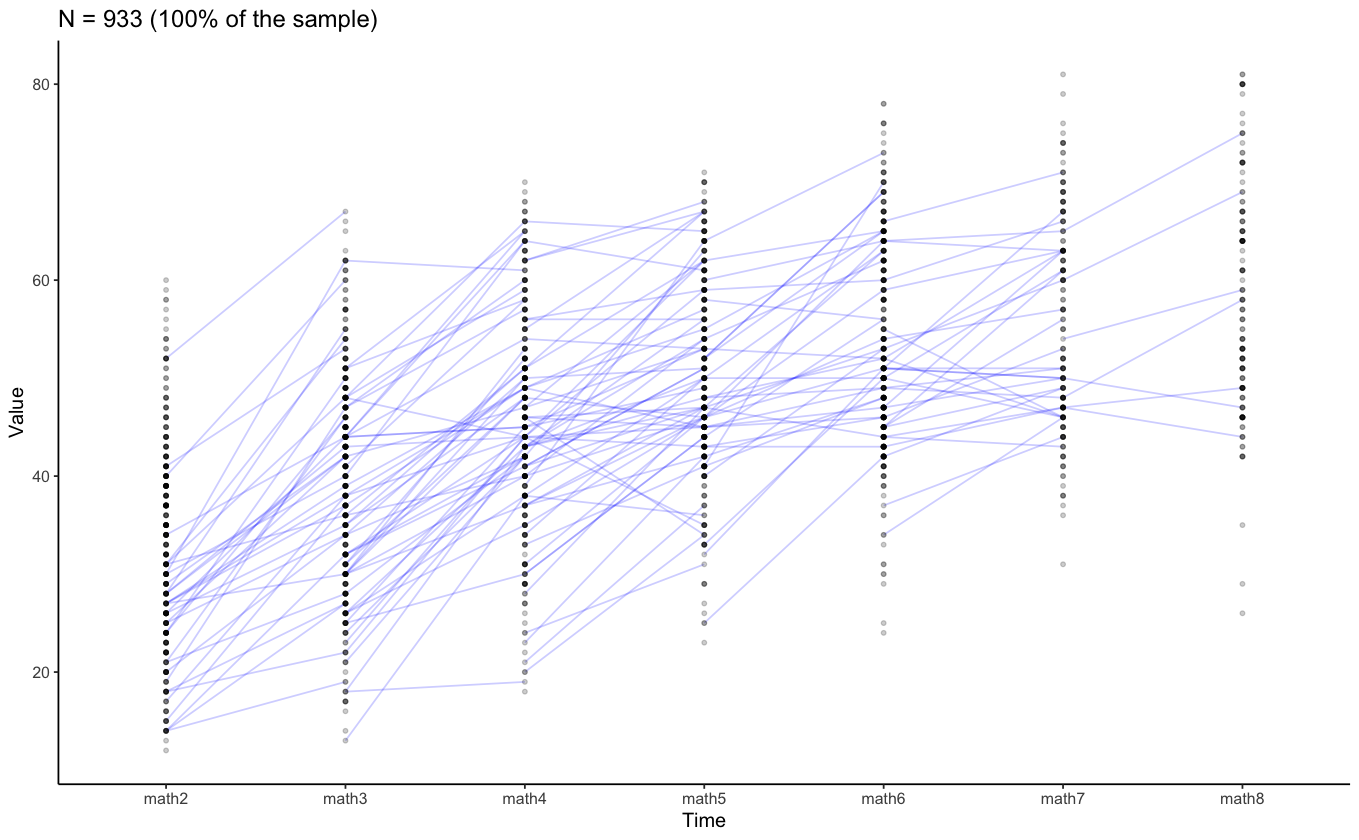 N = 933 (100% of the sample)
Value
80
60
40
20
math2 math3 math4 math5 math6 math7 math8
Time